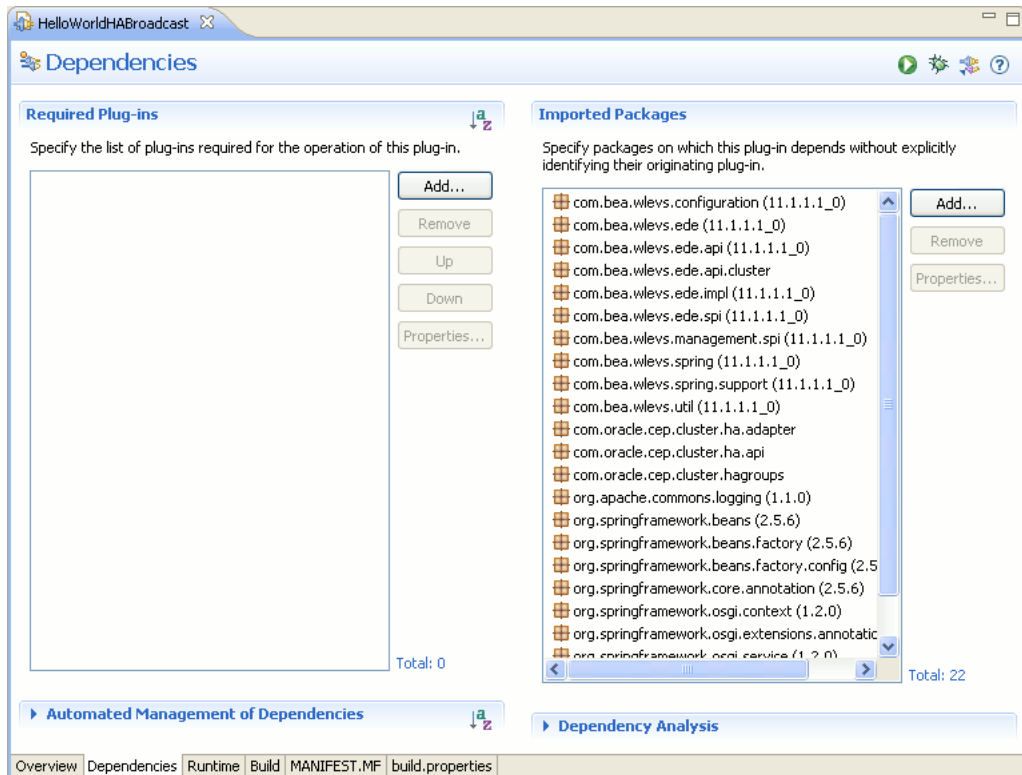 HelloWorldHABroadcast
Dependencies
Required Plug-ins
Specify the list of plug-ins required for the operation of this plug-in.
Add...
Remove
Up
Down
Properties...
Total: 0
Automated Management of Dependencies
Imported Packages
Specify packages on which this plug-in depends without explicitly
identifying their originating plug-in.
com.bea.wlevs.configuration (11.1.1.1_0)
com.bea.wlevs.ede (11.1.1.1_0)
com.bea.wlevs.ede.api (11.1.1.1_0)
com.bea.wlevs.ede.api.cluster
com.bea.wlevs.ede.impl (11.1.1.1_0)
com.bea.wlevs.ede.spi (11.1.1.1_0)
com.bea.wlevs.management.spi (11.1.1.1_0)
com.bea.wlevs.spring (11.1.1.1_0)
com.bea.wlevs.spring.support (11.1.1.1_0)
com.bea.wlevs.util (11.1.1.1_0)
com.oracle.cep.cluster.ha.adapter
com.oracle.cep.cluster.ha.api
com.oracle.cep.cluster.hagroups
org.apache.commons.logging (1.1.0)
org.springframework.beans (2.5.6)
org.springframework.beans.factory (2.5.6)
org.springframework.beans.factory.config (2.5
org.springframework.core.annotation (2.5.6)
org.springframework.osgi.context (1.2.0)
org.springframework.osgi.extensions.annotatic
org.springframework.osgi.service (1.2.0)
Add...
Remove
Properties...
Total: 22
Dependency Analysis
Overview Dependencies Runtime Build MANIFEST.MF build.properties